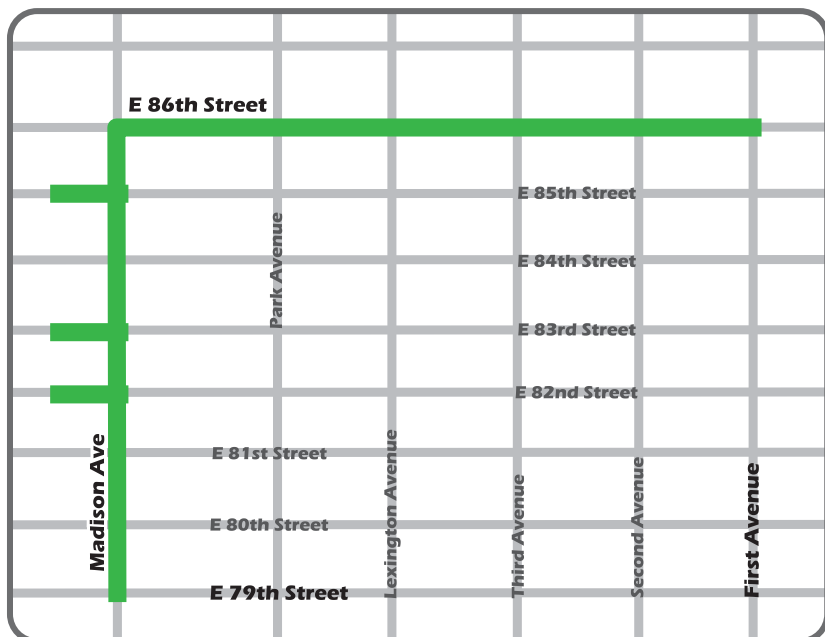 E 86th Street
E 85th Street
Park Avenue
E 84th Street
E 83rd Street
E 82nd Street
Madison Ave
E 81st Street
Lexington Avenue
Third Avenue
Second Avenue
First Avenue
E 80th Street
E 79th Street